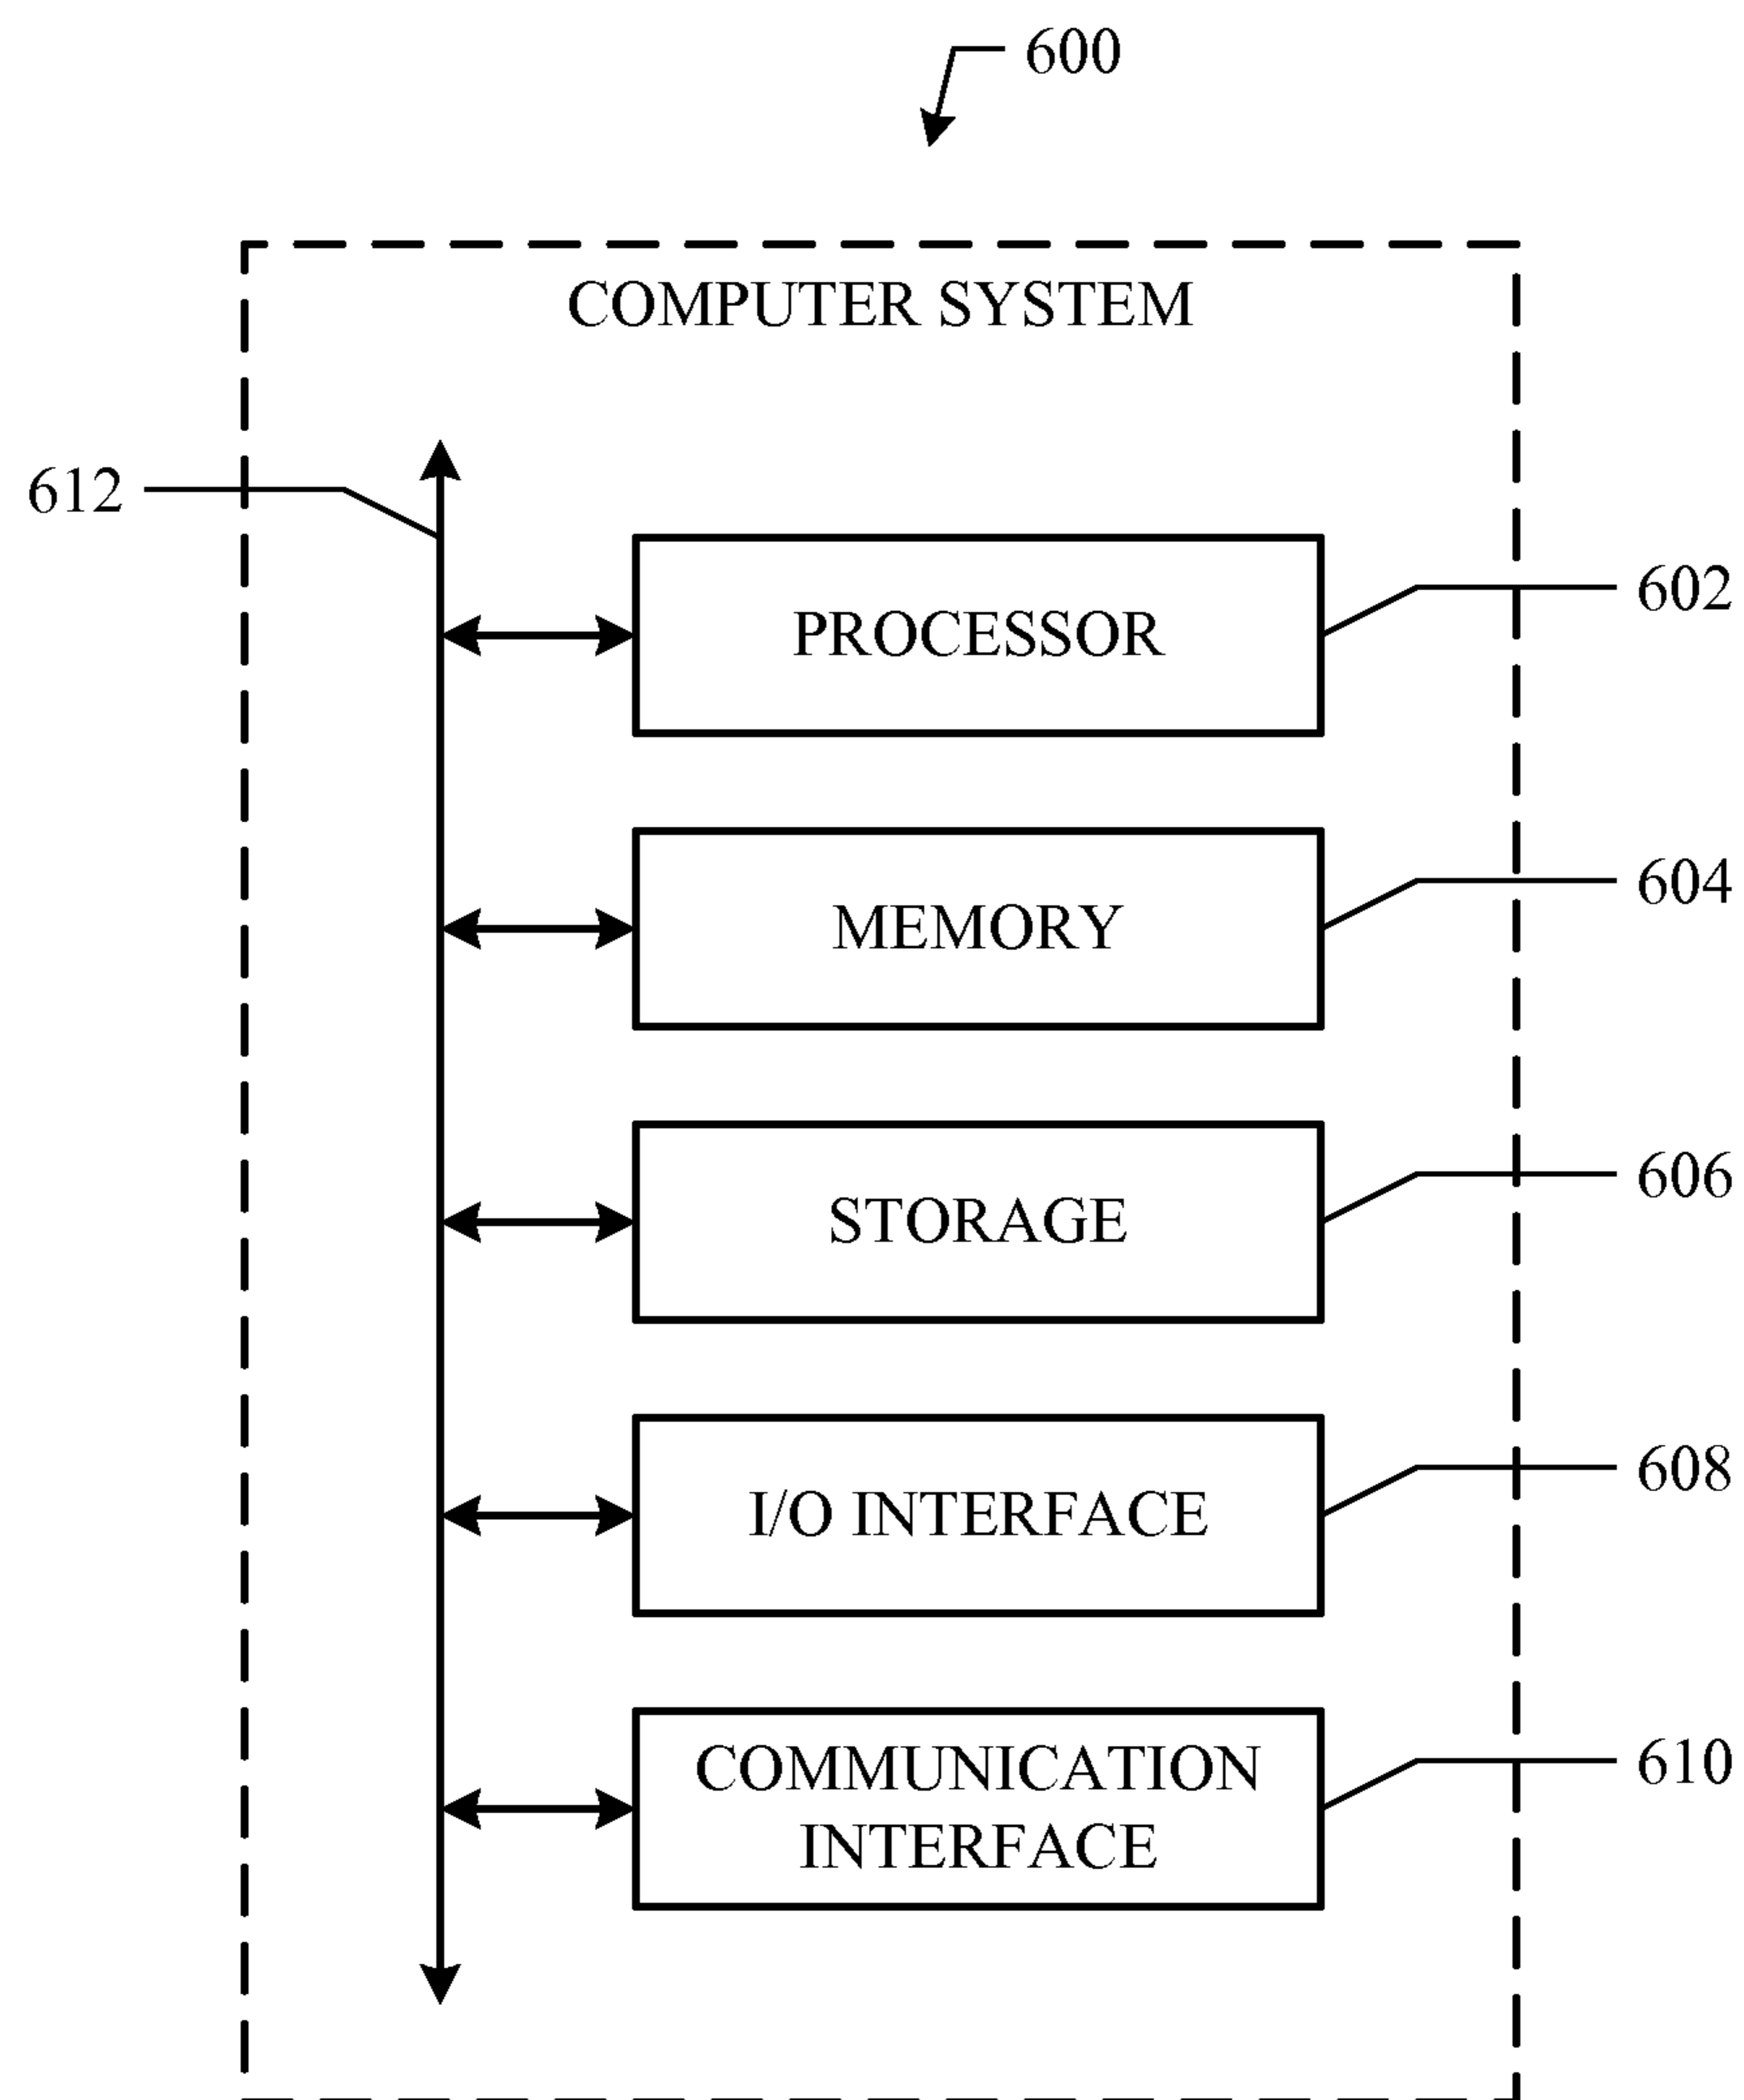 600
COMPUTER SYSTEM
612
PROCESSOR
602
MEMORY
604
STORAGE
606
I/O INTERFACE
608
COMMUNICATION
INTERFACE
610